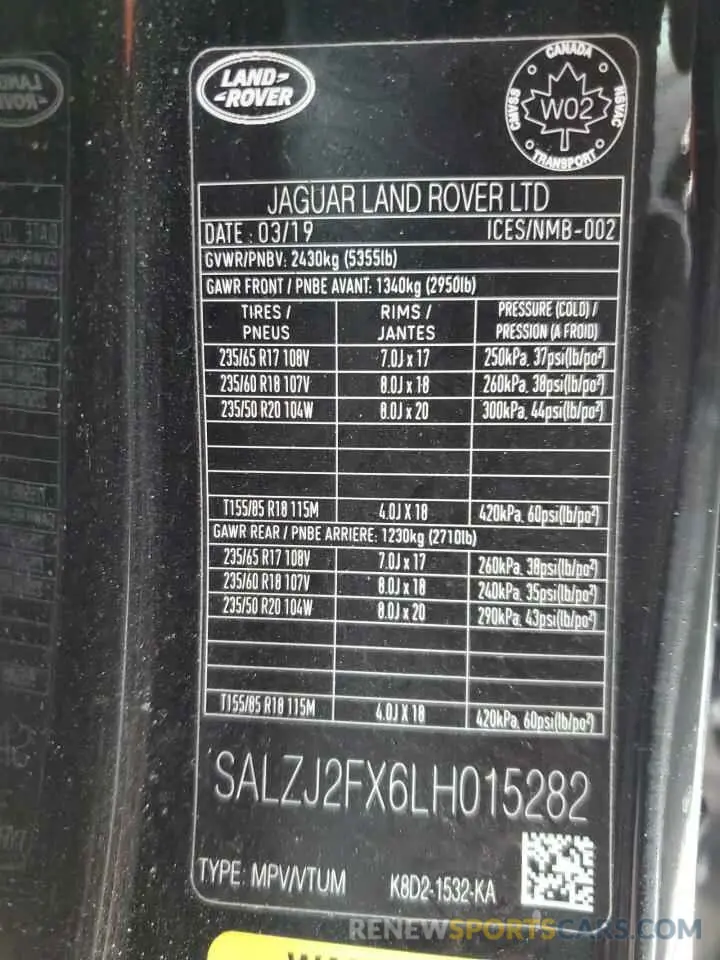 LAND-
-ROVER
CANADA
CMVSS
W02
NSVAC
TRANSPORT
JAGUAR LAND ROVER LTD
DATE : 03/19 ICES/NMB-002
GVWR/PNBV: 2430kg (5355lb)
GAWR FRONT / PNBE AVANT: 1340kg (2950lb)
TIRES / RIMS / PRESSURE (COLD) /
PNEUS JANTES PRESSION (A FROID)
235/65 R17 108V 7.0J x 17 250kPa, 37psi(lb/po²)
235/60 R18 107V 8.0J x 18 260kPa, 38psi(lb/po²)
235/50 R20 104W 8.0J x 20 300kPa, 44psi(lb/po²)
T155/85 R18 115M 4.0J X 18 420kPa, 60psi(lb/po²)
GAWR REAR / PNBE ARRIERE: 1230kg (2710lb)
235/65 R17 108V 7.0J x 17 260kPa, 38psi(lb/po²)
235/60 R18 107V 8.0J x 18 240kPa, 35psi(lb/po²)
235/50 R20 104W 8.0J x 20 290kPa, 43psi(lb/po²)
T155/85 R18 115M 4.0J X 18 420kPa, 60psi(lb/po²)
SALZJ2FX6LH015282
TYPE: MPV/VTUM K8D2-1532-KA
RENEWSPORTSCARS.COM